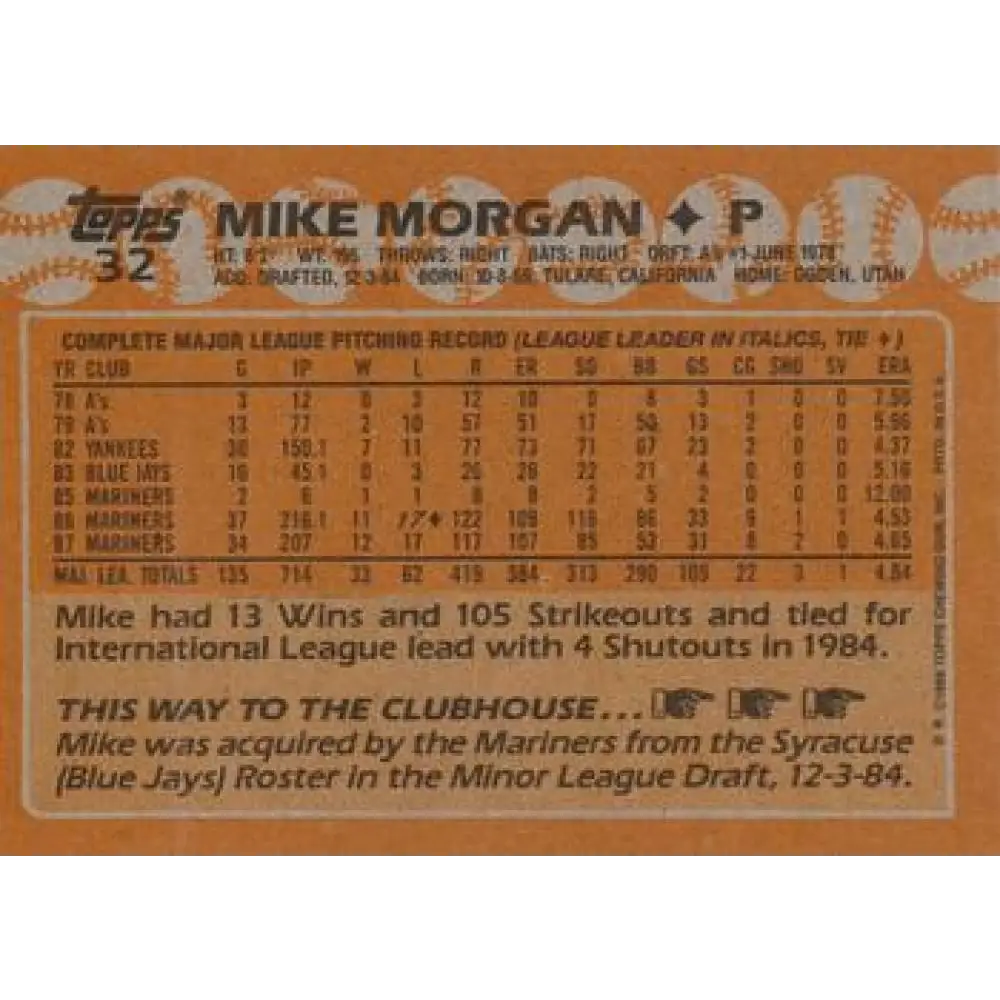 topps MIKE MORGAN ✦ P
32
HT: 6'2" WT: 195 THROWS: RIGHT BATS: RIGHT DRFT: A's #1-JUNE 1978
ACQ: DRAFTED, 12-3-84 BORN: TULARE, CALIFORNIA HOME: OGDEN, UTAH
COMPLETE MAJOR LEAGUE PITCHING RECORD (LEAGUE LEADER IN ITALICS, TIE ♦)
YR CLUB G IP W L R ER SO BB GS CG SHO SV ERA
78 A's 3 12 0 3 12 10 0 8 3 1 0 0 7.50
79 A's 13 77 2 10 57 51 17 50 13 2 0 0 5.96
82 YANKEES 30 150.1 7 11 77 73 71 67 23 2 0 0 4.37
83 BLUE JAYS 16 45.1 0 3 26 22 21 4 0 0 0 5.16
85 MARINERS 2 6 1 1 8 8 2 5 2 0 0 0 12.00
86 MARINERS 37 216.1 11 17♦ 122 109 116 86 33 9 1 1 4.53
87 MARINERS 34 207 12 17 117 107 85 53 31 8 2 0 4.65
MAJ. LEA. TOTALS 135 714 33 62 419 384 313 290 109 22 3 1 4.84
Mike had 13 Wins and 105 Strikeouts and tied for
International League lead with 4 Shutouts in 1984.
THIS WAY TO THE CLUBHOUSE...
Mike was acquired by the Mariners from the Syracuse
(Blue Jays) Roster in the Minor League Draft, 12-3-84.
©1988 TOPPS CHEWING GUM, INC. PRTD. IN U.S.A.